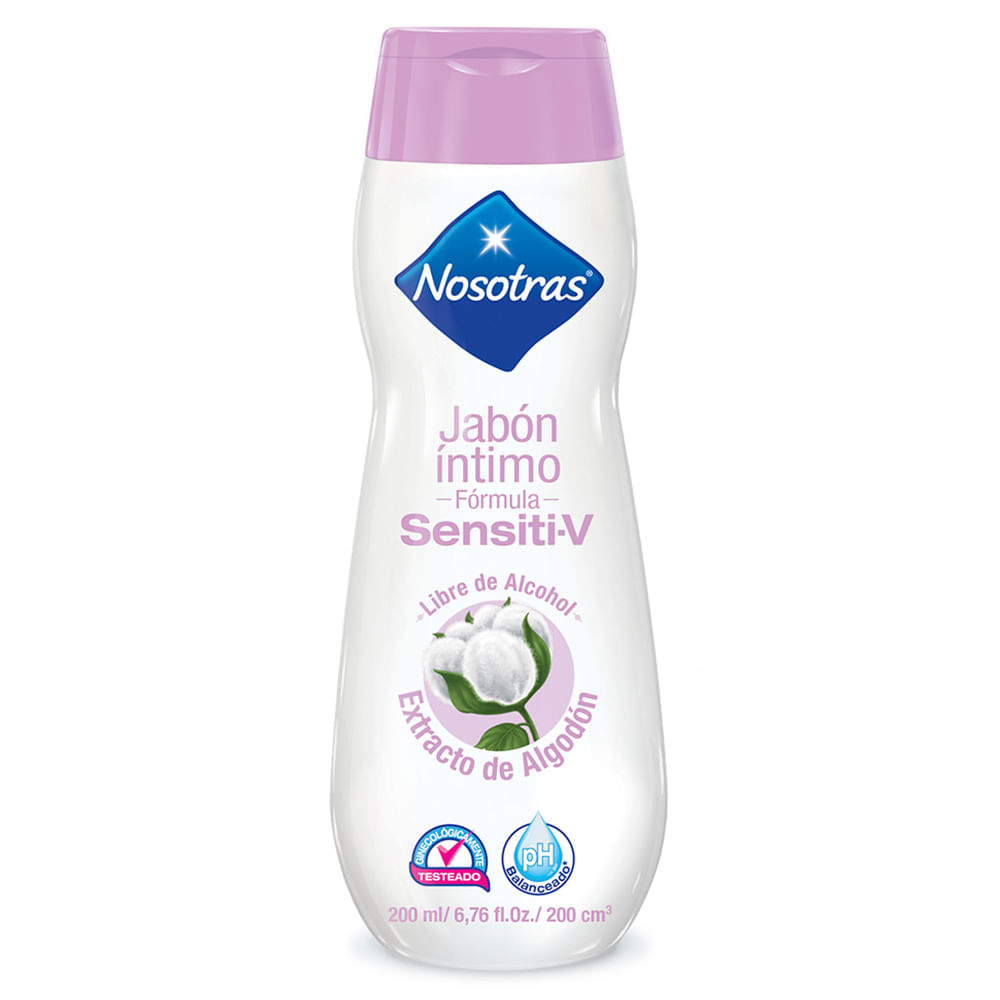 Nosotras®
Jabón
íntimo
Fórmula
Sensiti-V
Libre de Alcohol
Extracto de Algodón
GINECOLÓGICAMENTE
TESTEADO
pH
Balanceado*
200 ml/ 6,76 fl.Oz./ 200 cm³